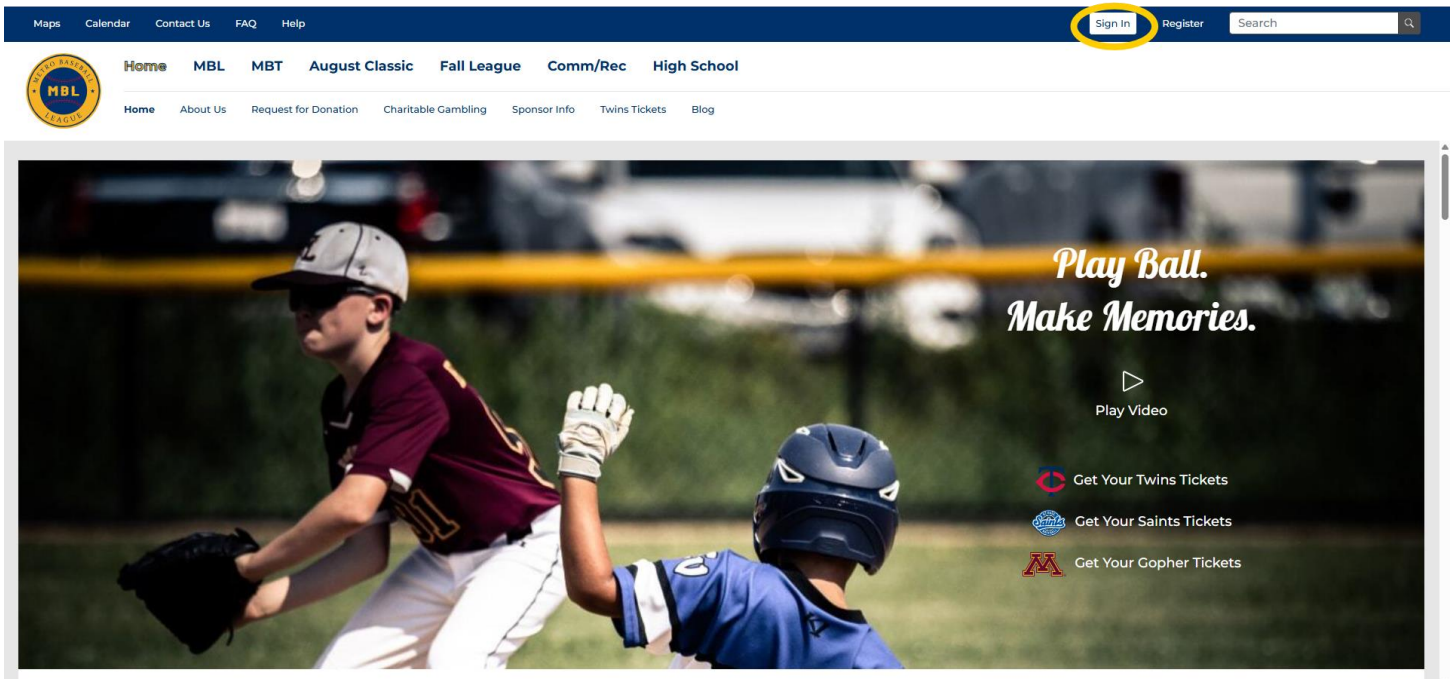 Maps Calendar Contact Us FAQ Help Sign In Register Search
METRO BASEBALL
MBL
LEAGUE
Home MBL MBT August Classic Fall League Comm/Rec High School
Home About Us Request for Donation Charitable Gambling Sponsor Info Twins Tickets Blog
Play Ball.
Make Memories.
Play Video
TC Get Your Twins Tickets
Saints Get Your Saints Tickets
M Get Your Gopher Tickets